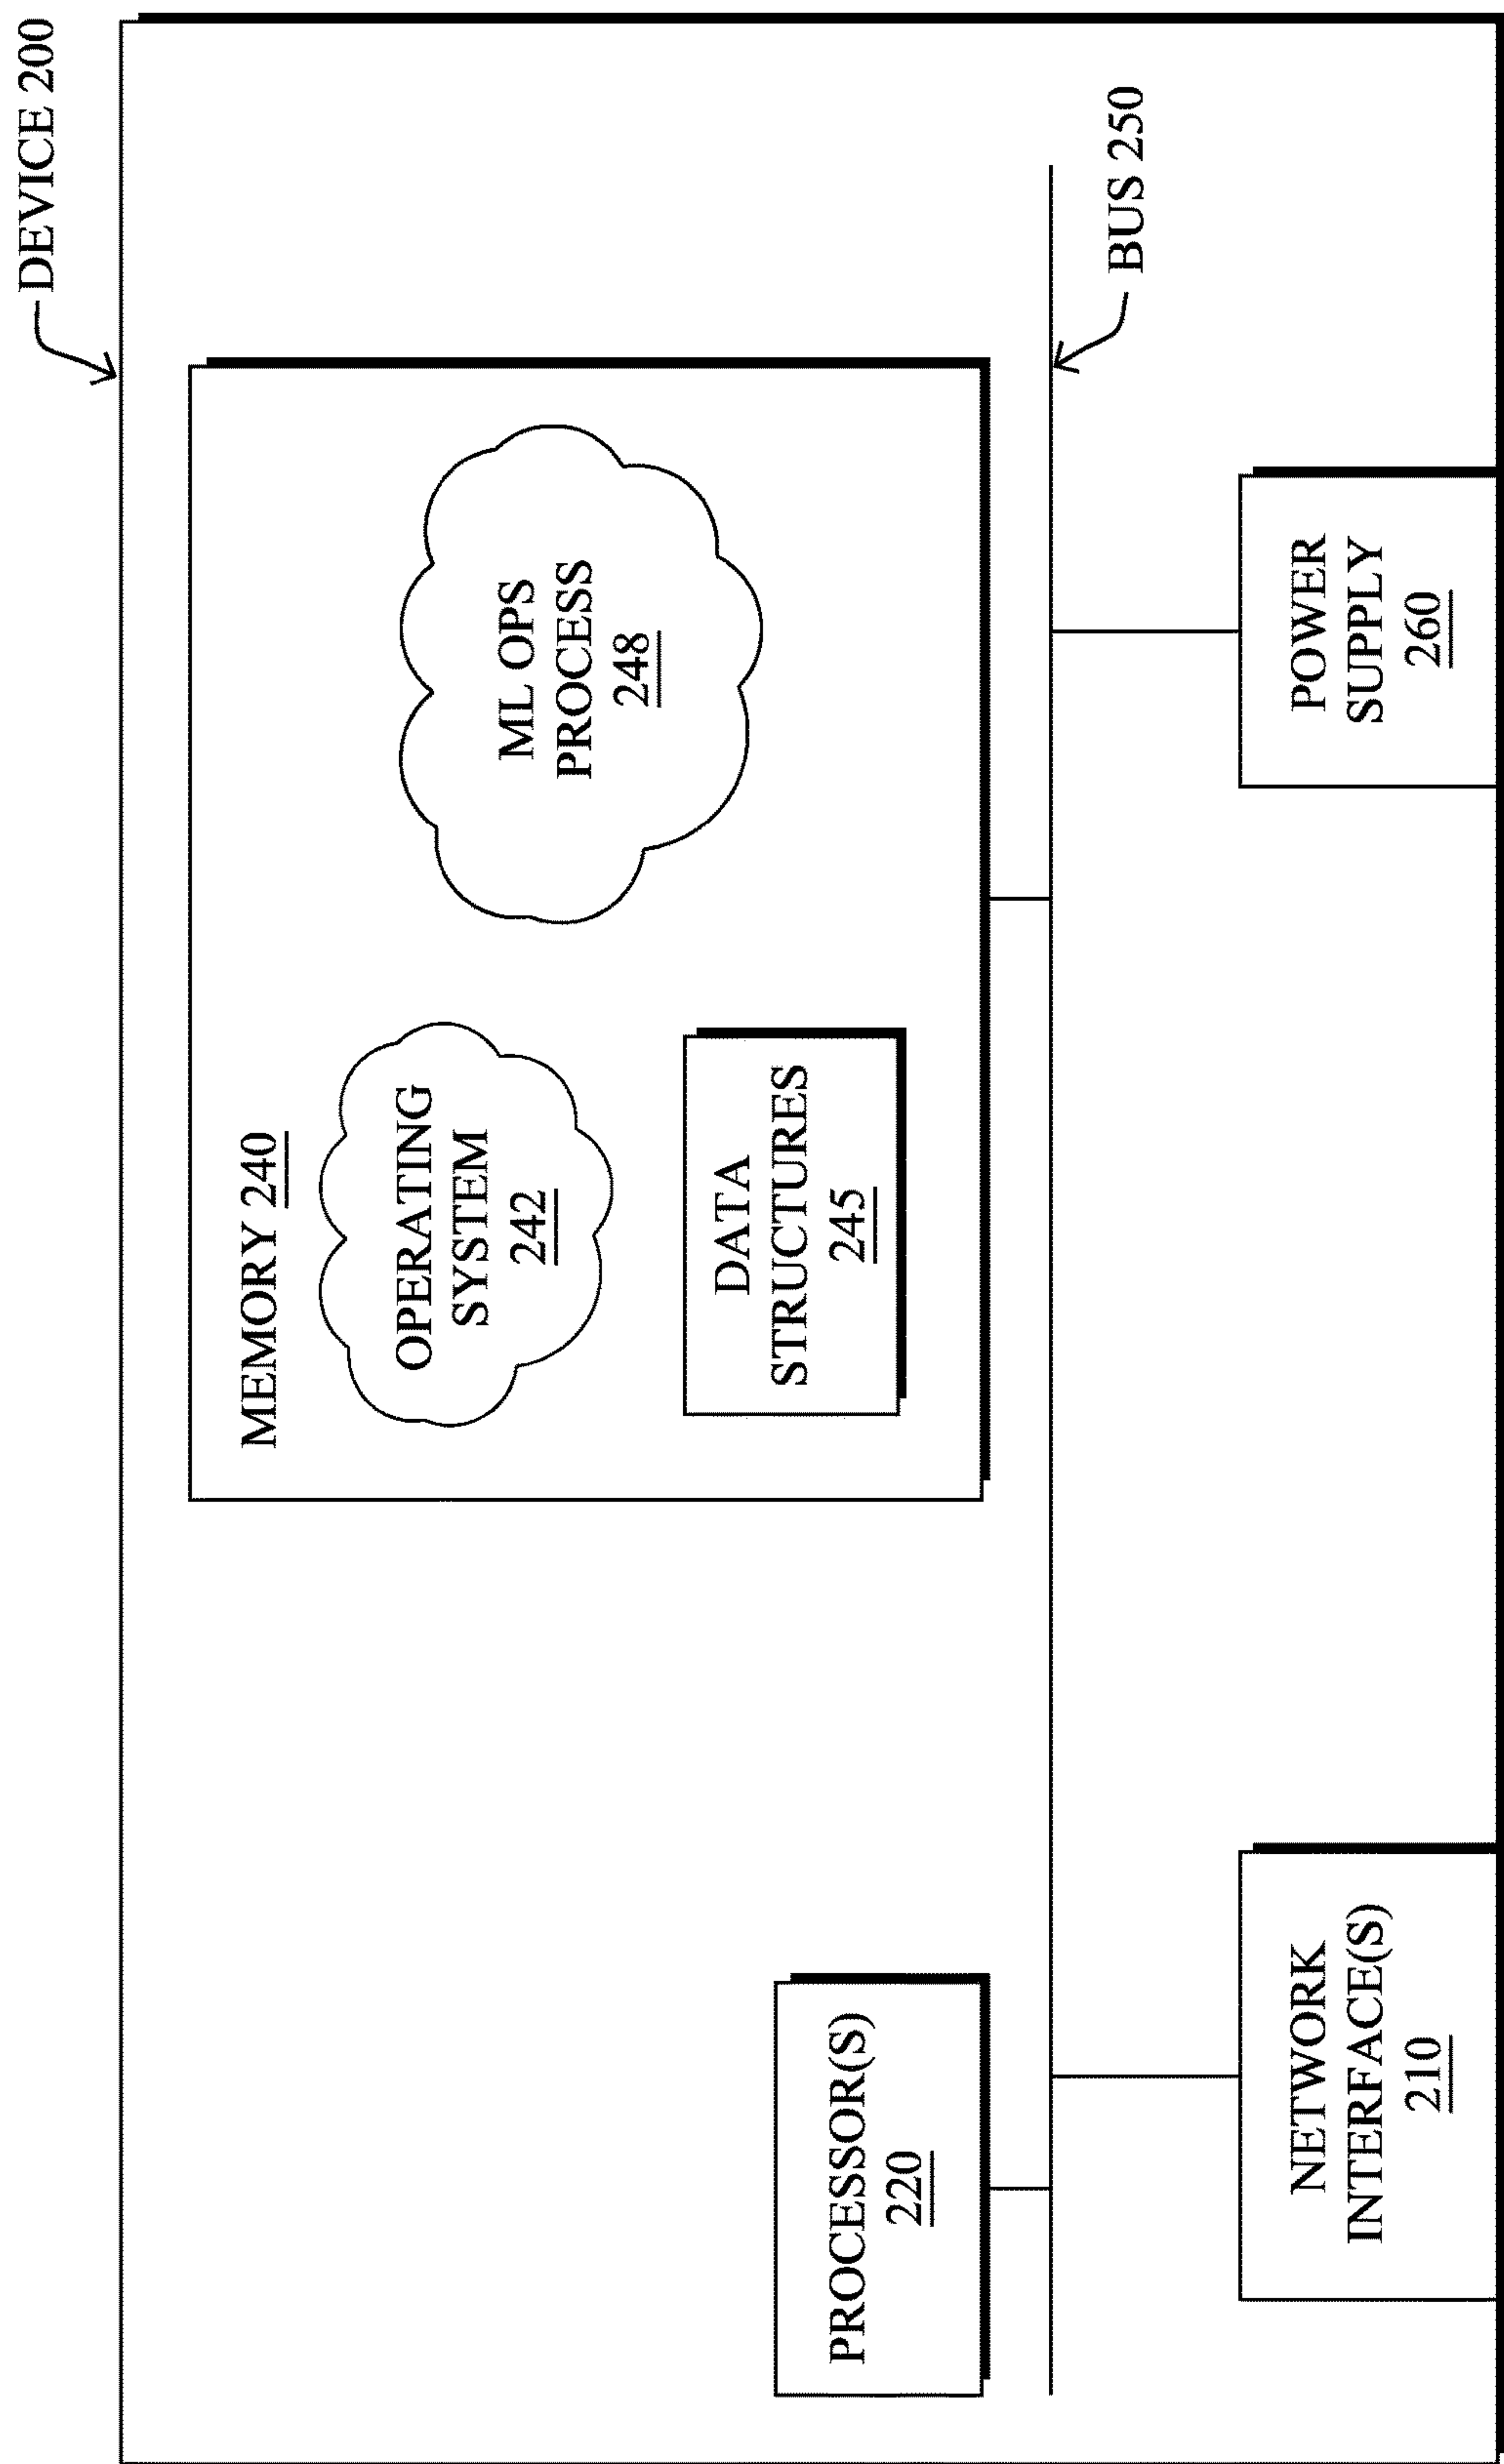 DEVICE 200
MEMORY 240
OPERATING
SYSTEM
242
DATA
STRUCTURES
245
ML OPS
PROCESS
248
PROCESSOR(S)
220
BUS 250
NETWORK
INTERFACE(S)
210
POWER
SUPPLY
260